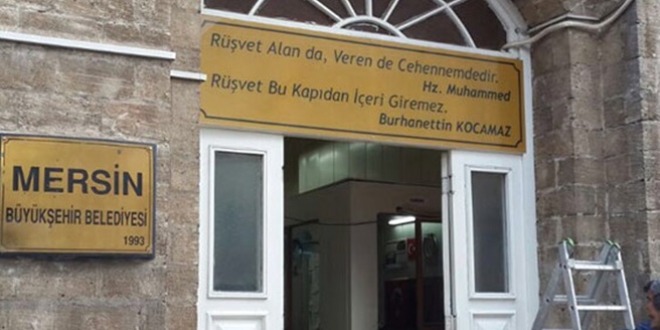 Rüşvet Alan da, Veren de Cehennemdedir.
Hz. Muhammed
Rüşvet Bu Kapıdan İçeri Giremez.
Burhanettin KOCAMAZ
MERSİN
BÜYÜKŞEHİR BELEDİYESİ
1993